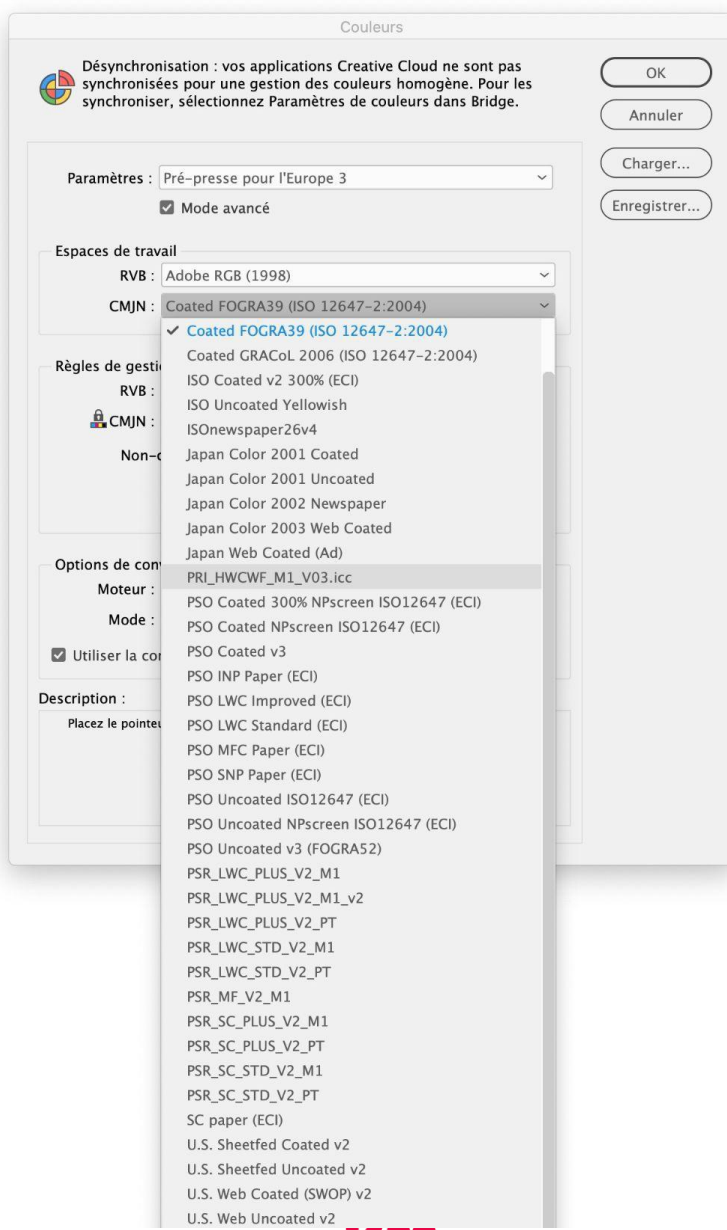 Couleurs
Désynchronisation : vos applications Creative Cloud ne sont pas
synchronisées pour une gestion des couleurs homogène. Pour les
synchroniser, sélectionnez Paramètres de couleurs dans Bridge.
OK
Annuler
Charger...
Enregistrer...
Paramètres : Pré-presse pour l'Europe 3
Mode avancé
Espaces de travail
RVB : Adobe RGB (1998)
CMJN : Coated FOGRA39 (ISO 12647-2:2004)
Coated FOGRA39 (ISO 12647-2:2004)
Coated GRACoL 2006 (ISO 12647-2:2004)
Règles de gesti
ISO Coated v2 300% (ECI)
RVB :
ISO Uncoated Yellowish
CMJN :
ISOnewspaper26v4
Non-c
Japan Color 2001 Coated
Japan Color 2001 Uncoated
Japan Color 2002 Newspaper
Japan Color 2003 Web Coated
Japan Web Coated (Ad)
Options de con
PRI_HWCWF_M1_V03.icc
Moteur :
PSO Coated 300% NPscreen ISO12647 (ECI)
Mode :
PSO Coated NPscreen ISO12647 (ECI)
Utiliser la co
PSO Coated v3
PSO INP Paper (ECI)
Description :
PSO LWC Improved (ECI)
Placez le pointeu
PSO LWC Standard (ECI)
PSO MFC Paper (ECI)
PSO SNP Paper (ECI)
PSO Uncoated ISO12647 (ECI)
PSO Uncoated NPscreen ISO12647 (ECI)
PSO Uncoated v3 (FOGRA52)
PSR_LWC_PLUS_V2_M1
PSR_LWC_PLUS_V2_M1_v2
PSR_LWC_PLUS_V2_PT
PSR_LWC_STD_V2_M1
PSR_LWC_STD_V2_PT
PSR_MF_V2_M1
PSR_SC_PLUS_V2_M1
PSR_SC_PLUS_V2_PT
PSR_SC_STD_V2_M1
PSR_SC_STD_V2_PT
SC paper (ECI)
U.S. Sheetfed Coated v2
U.S. Sheetfed Uncoated v2
U.S. Web Coated (SWOP) v2
U.S. Web Uncoated v2